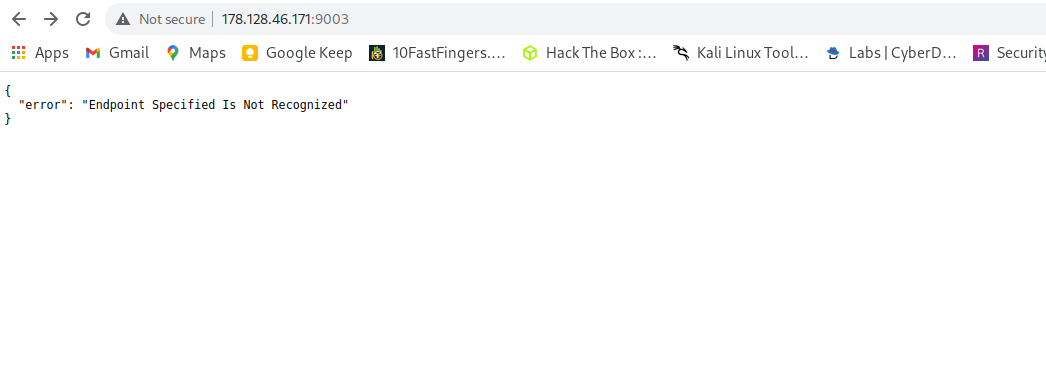 Not secure | 178.128.46.171:9003
Apps Gmail Maps Google Keep 10FastFingers.... Hack The Box :... Kali Linux Tool... Labs | CyberD... R Security
{
"error": "Endpoint Specified Is Not Recognized"
}